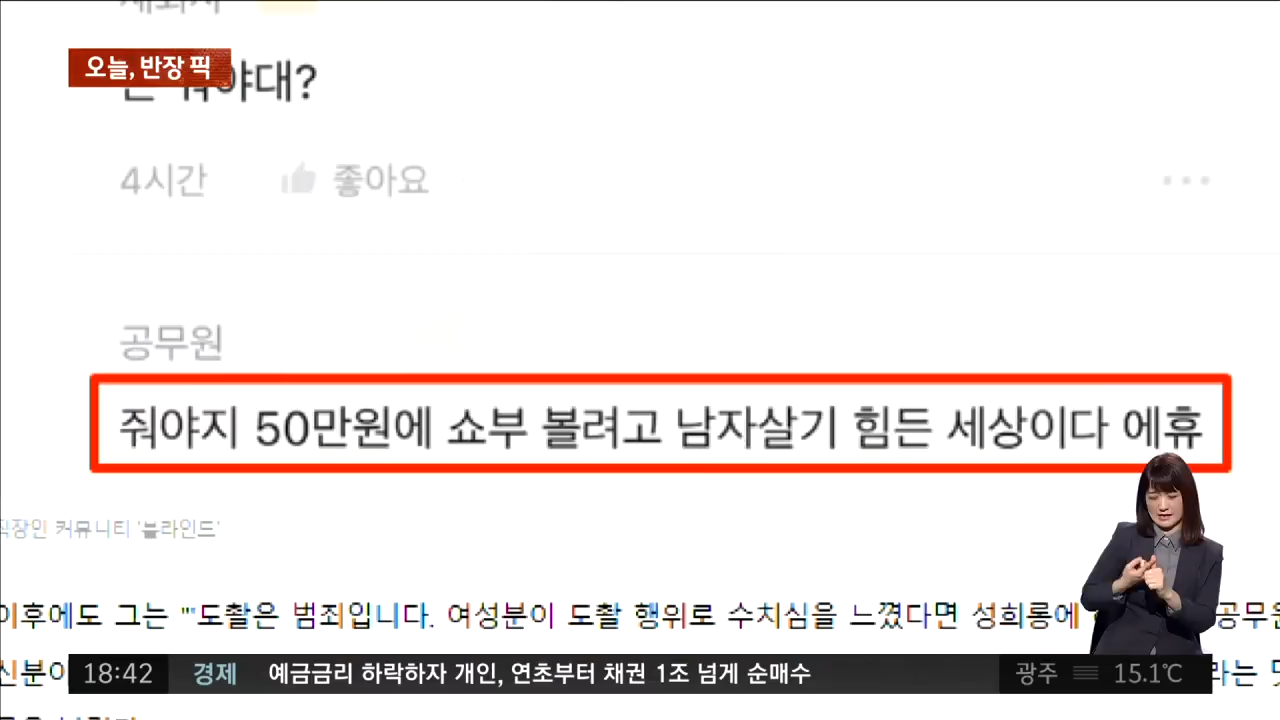 오늘, 반장 픽
야대?
4시간 좋아요
공무원
줘야지 50만원에 쇼부 볼려고 남자살기 힘든 세상이다 에휴
직장인 커뮤니티 '블라인드'
이후에도 그는 "'도촬은 범죄입니다. 여성분이 도촬 행위로 수치심을 느꼈다면 성희롱에 공무원
신분이 라는
18:42 경제 예금금리 하락하자 개인, 연초부터 채권 1조 넘게 순매수 광주 15.1℃